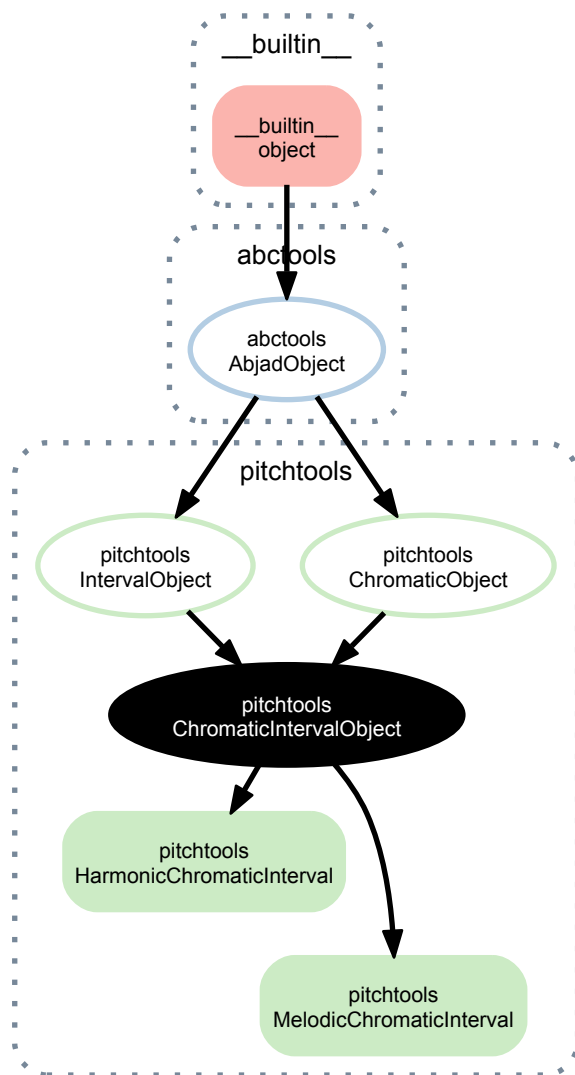 __builtin__
__builtin__
object
abctools
abctools
AbjadObject
pitchtools
pitchtools
IntervalObject
pitchtools
ChromaticObject
pitchtools
ChromaticIntervalObject
pitchtools
HarmonicChromaticInterval
pitchtools
MelodicChromaticInterval